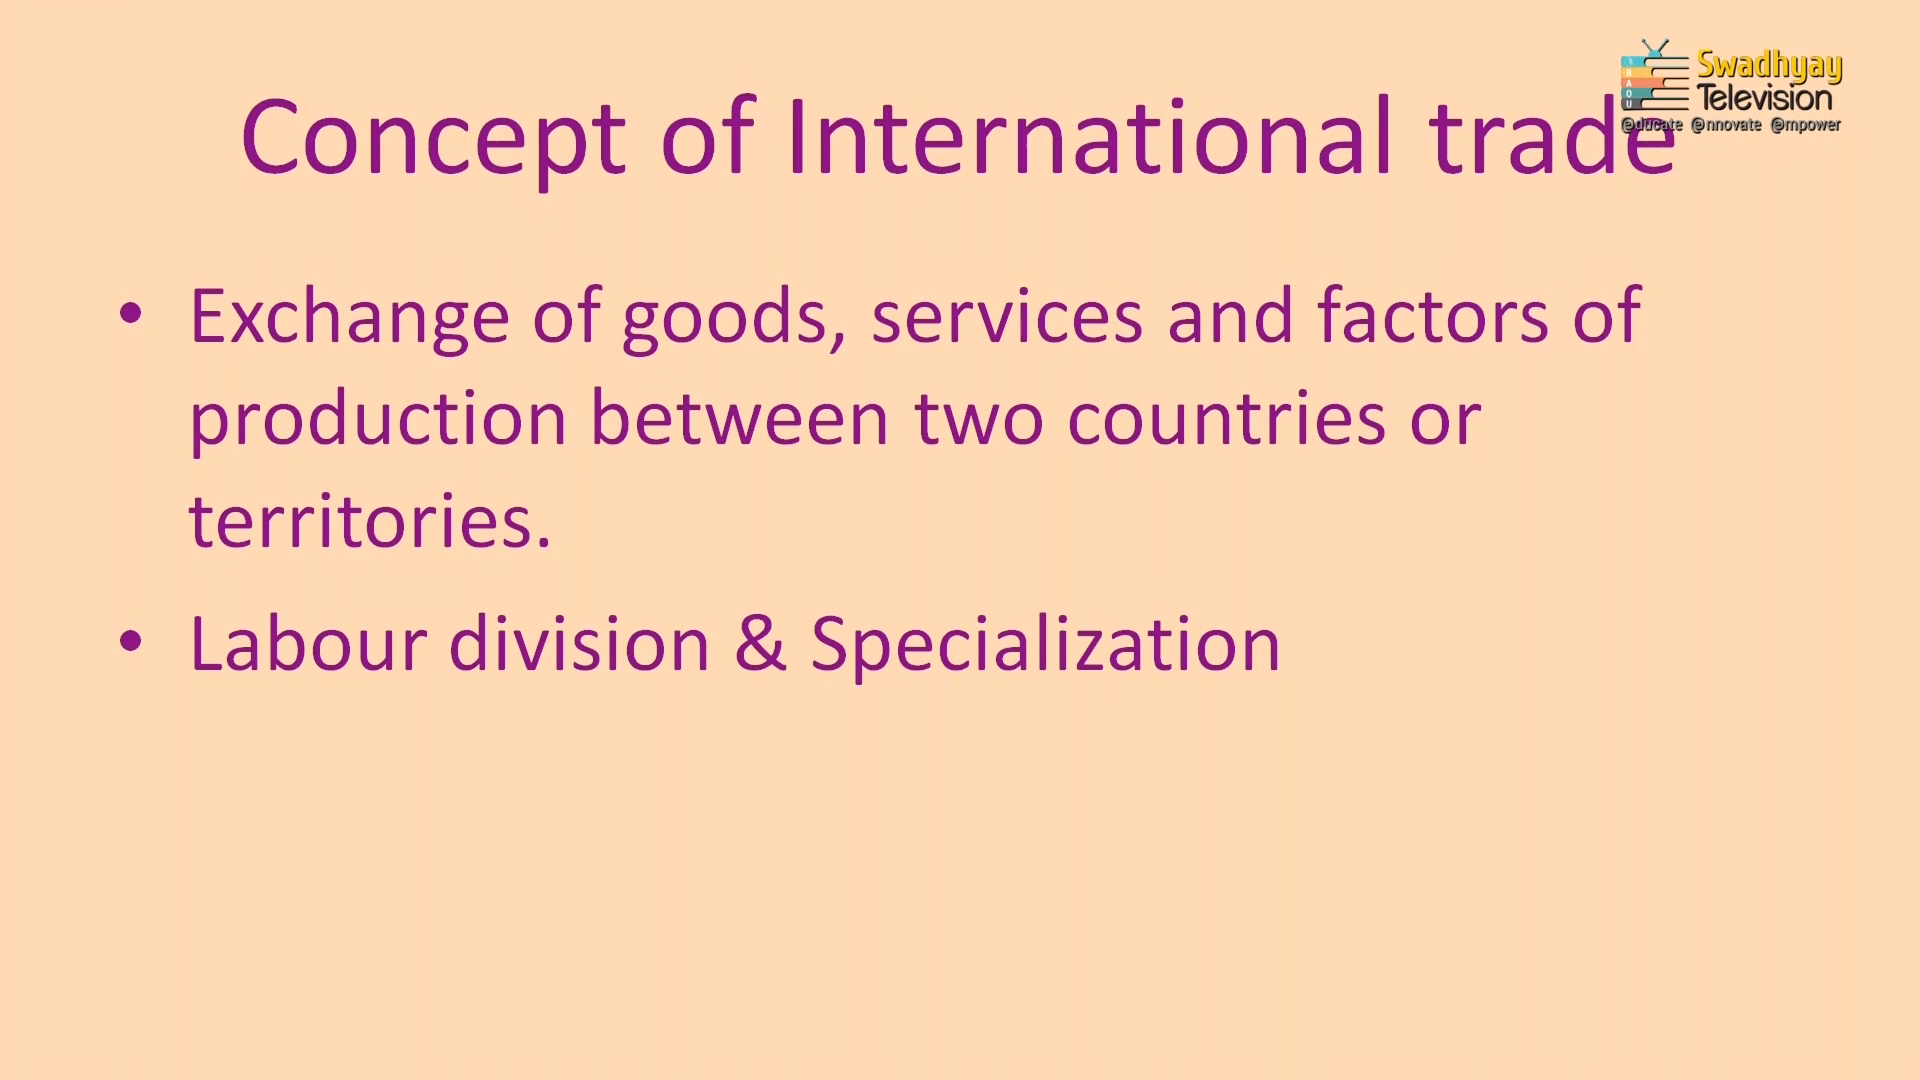 Swadhyay
Television
@ducate @nnovate @mpower
Concept of International trade
• Exchange of goods, services and factors of
production between two countries or
territories.
• Labour division & Specialization